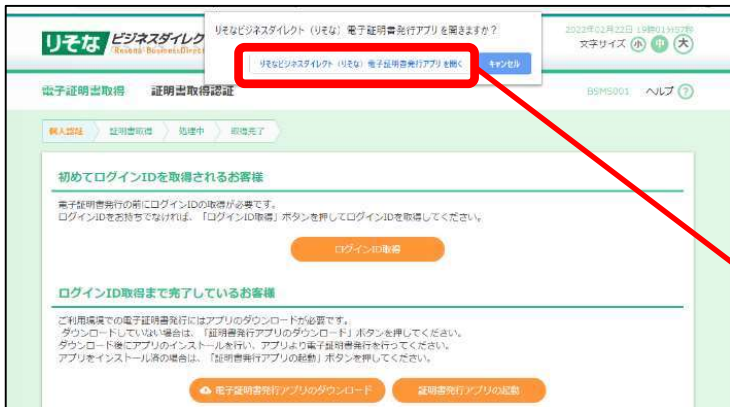 りそなビジネスダイレクト（りそな）電子証明書発行アプリを開きますか？
りそなビジネスダイレクト（りそな）電子証明書発行アプリを開く
キャンセル
りそな ビジネスダイレク
Resona Business Direct
文字サイズ 小 中 大
電子証明書取得 証明書取得認証
BSMS001 ヘルプ ?
個人認証 証明書取得 処理中 取得完了
初めてログインIDを取得されるお客様
電子証明書発行の前にログインIDの取得が必要です。
ログインIDをお持ちでなければ、「ログインID取得」ボタンを押してログインIDを取得してください。
ログインID取得
ログインID取得まで完了しているお客様
ご利用環境での電子証明書発行にはアプリのダウンロードが必要です。
ダウンロードしていない場合は、「証明書発行アプリのダウンロード」ボタンを押してください。
ダウンロード後にアプリのインストールを行い、アプリより電子証明書発行を行ってください。
アプリをインストール済の場合は、「証明書発行アプリの起動」ボタンを押してください。
電子証明書発行アプリのダウンロード
証明書発行アプリの起動